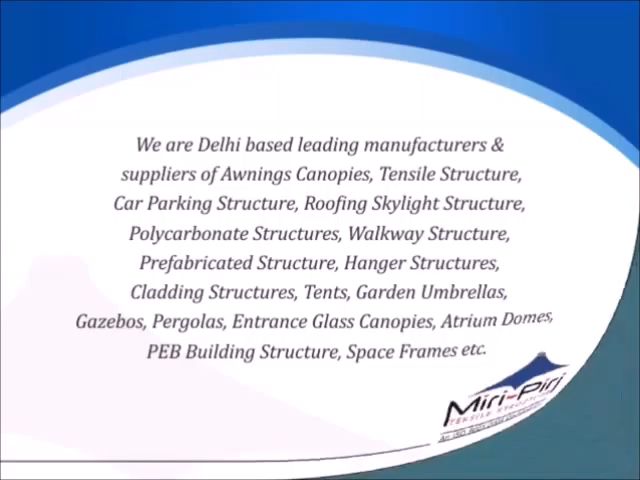 We are Delhi based leading manufacturers &
suppliers of Awnings Canopies, Tensile Structure,
Car Parking Structure, Roofing Skylight Structure,
Polycarbonate Structures, Walkway Structure,
Prefabricated Structure, Hanger Structures,
Cladding Structures, Tents, Garden Umbrellas,
Gazebos, Pergolas, Entrance Glass Canopies, Atrium Domes,
PEB Building Structure, Space Frames etc.
Miri-Piri
TENSILE